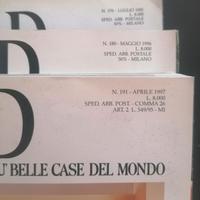 N. 170 - LUGLIO 1995
L. 8.000
SPED. ABB. POSTALE
50% - MILANO
N. 180 - MAGGIO 1996
L. 8.000
SPED. ABB. POSTALE
50% - MILANO
D
N. 191 - APRILE 1997
L. 8.000
SPED. ABB. POST. - COMMA 26
ART. 2 L. 549/95 - MI
U' BELLE CASE DEL MONDO